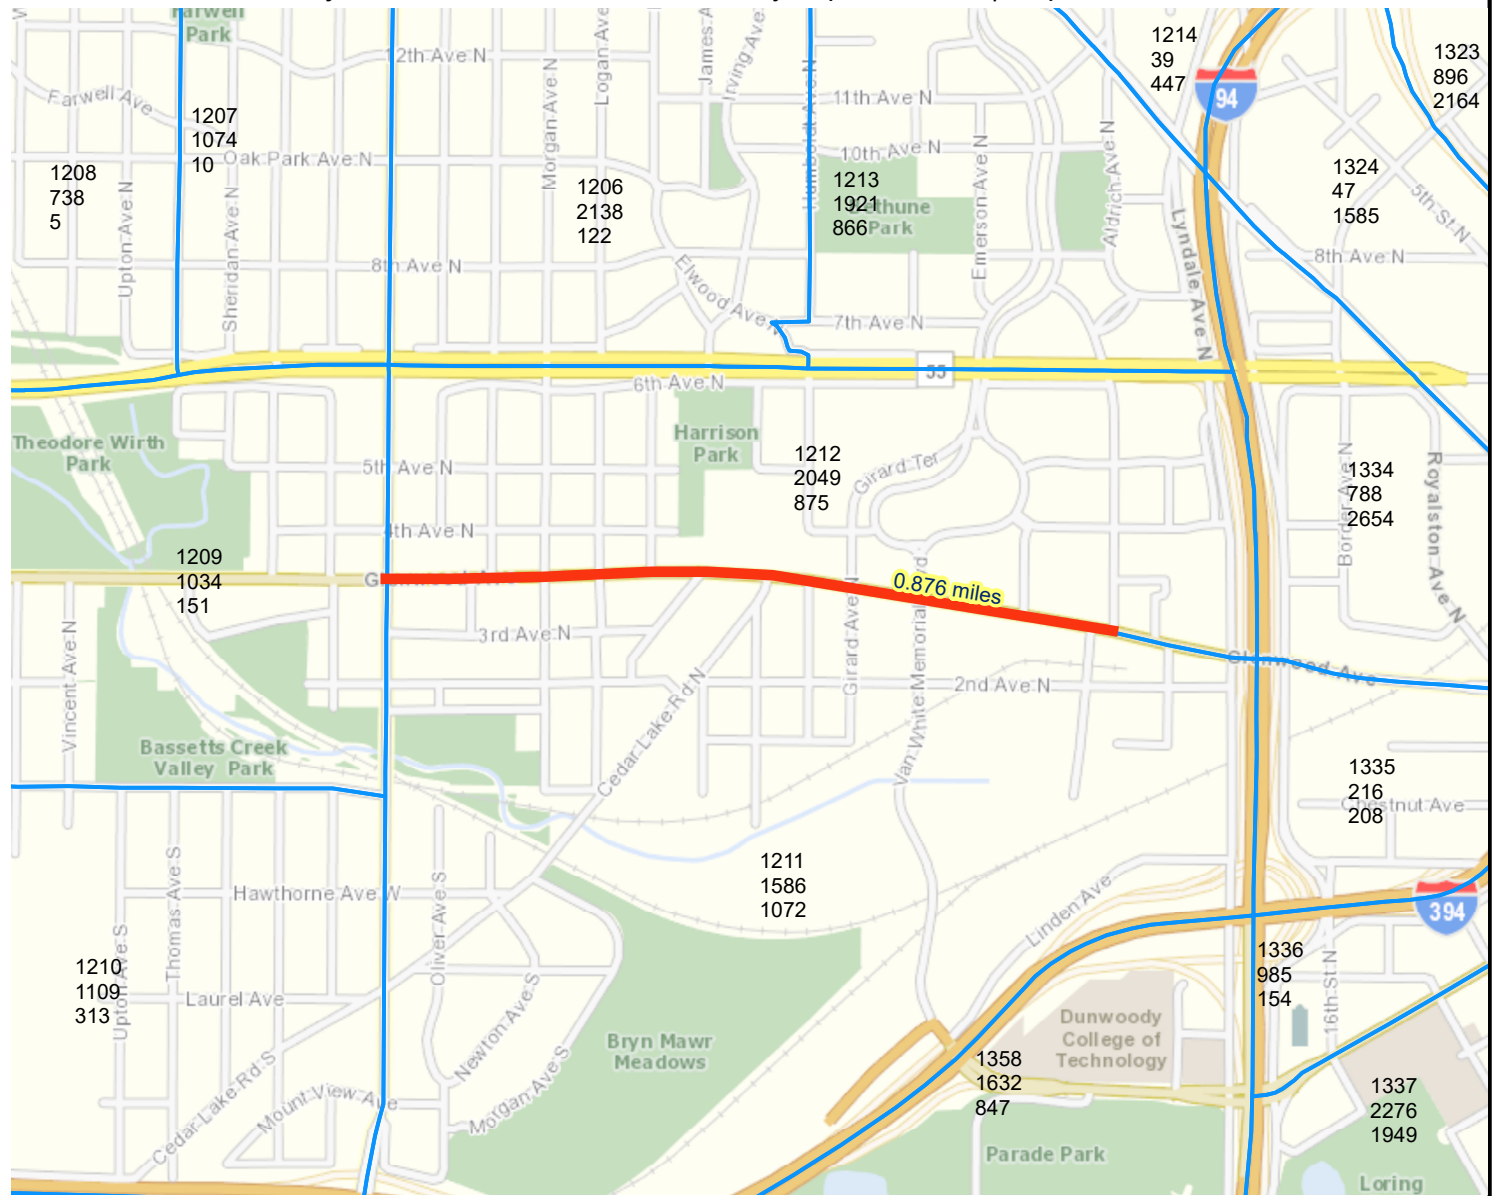 Farwell
Park
12th Ave N
Farwell Ave
1207
1074
10
1208
738
5
Oak Park Ave N
Upton Ave N
Sheridan Ave N
8th Ave N
Morgan Ave N
Logan Ave
James A
Irving Ave
1206
2138
122
Elwood Ave N
Humboldt Ave N
11th Ave N
10th Ave N
1213
1921
866
Bethune
Park
7th Ave N
Emerson Ave N
Aldrich Ave N
Lyndale Ave N
1214
39
447
94
1323
896
2164
1324
47
1585
5th St N
8th Ave N
55
6th Ave N
Theodore Wirth
Park
Harrison
Park
5th Ave N
4th Ave N
1212
2049
875
Girard Ter
1334
788
2654
Border Ave N
Royalston Ave N
1209
1034
151
0.876 miles
Glenwood Ave
3rd Ave N
2nd Ave N
Girard Ave N
Van White Memorial
Cedar Lake Rd N
Vincent Ave N
Bassetts Creek
Valley Park
1335
216
208
Chestnut Ave
1211
1586
1072
Hawthorne Ave W
Thomas Ave S
Upton Ave S
Oliver Ave S
1210
1109
313
Laurel Ave
Newton Ave S
Morgan Ave S
Mount View Ave
Cedar Lake Rd S
Bryn Mawr
Meadows
Linden Ave
394
1336
985
154
16th St N
Dunwoody
College of
Technology
1358
1632
847
1337
2276
1949
Parade Park
Loring